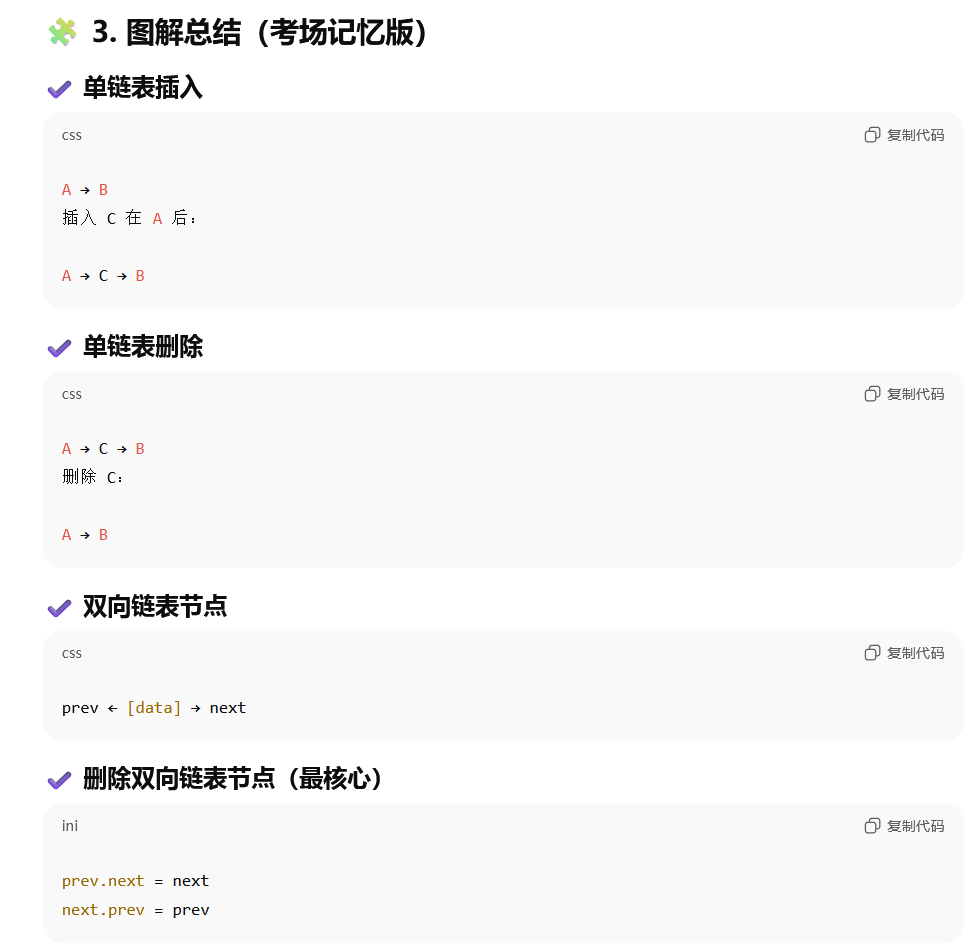 🧩 3. 图解总结（考场记忆版）
✔ 单链表插入
css
复制代码
A → B
插入 C 在 A 后：
A → C → B
✔ 单链表删除
css
复制代码
A → C → B
删除 C：
A → B
✔ 双向链表节点
css
复制代码
prev ← [data] → next
✔ 删除双向链表节点（最核心）
ini
复制代码
prev.next = next
next.prev = prev